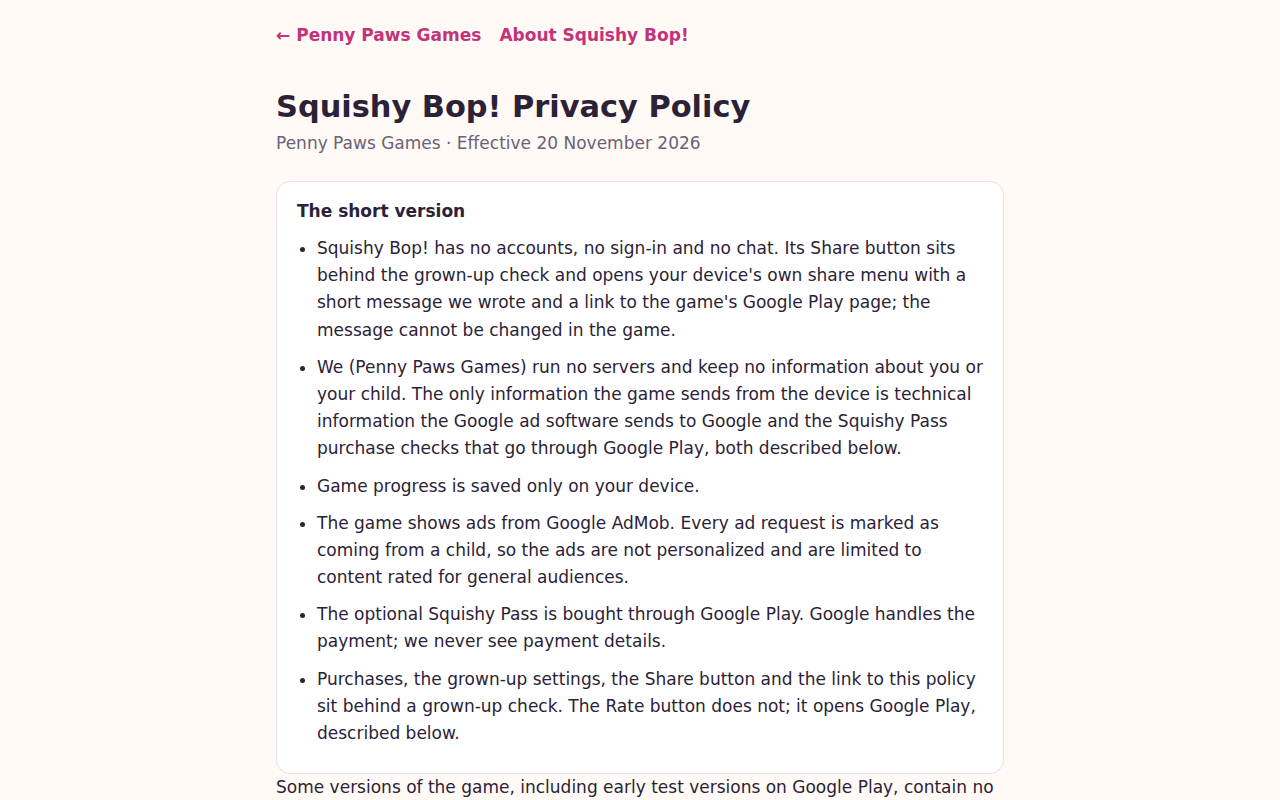 ← Penny Paws Games About Squishy Bop!
Squishy Bop! Privacy Policy
Penny Paws Games · Effective 20 November 2026
The short version
• Squishy Bop! has no accounts, no sign-in and no chat. Its Share button sits
behind the grown-up check and opens your device's own share menu with a
short message we wrote and a link to the game's Google Play page; the
message cannot be changed in the game.
• We (Penny Paws Games) run no servers and keep no information about you or
your child. The only information the game sends from the device is technical
information the Google ad software sends to Google and the Squishy Pass
purchase checks that go through Google Play, both described below.
• Game progress is saved only on your device.
• The game shows ads from Google AdMob. Every ad request is marked as
coming from a child, so the ads are not personalized and are limited to
content rated for general audiences.
• The optional Squishy Pass is bought through Google Play. Google handles the
payment; we never see payment details.
• Purchases, the grown-up settings, the Share button and the link to this policy
sit behind a grown-up check. The Rate button does not; it opens Google Play,
described below.
Some versions of the game, including early test versions on Google Play, contain no